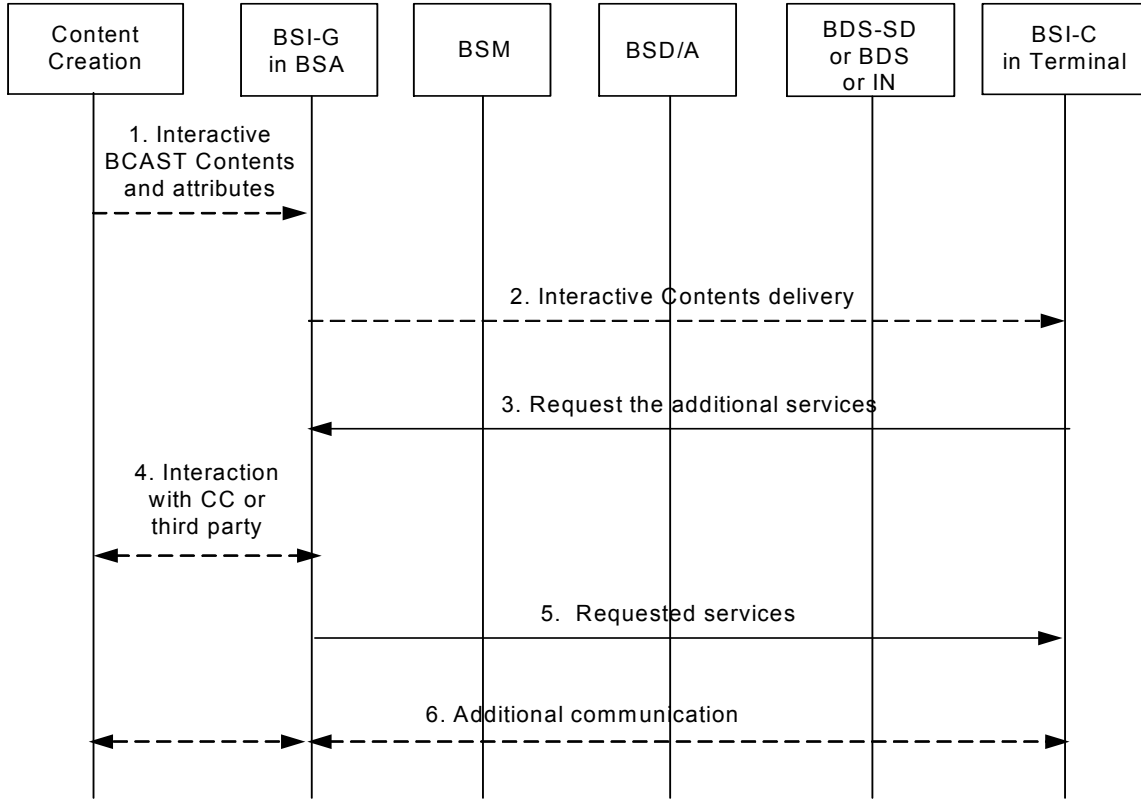 Content
Creation
BSI-G
in BSA
BSM
BSD/A
BDS-SD
or BDS
or IN
BSI-C
in Terminal
1. Interactive
BCAST Contents
and attributes
2. Interactive Contents delivery
3. Request the additional services
4. Interaction
with CC or
third party
5. Requested services
6. Additional communication